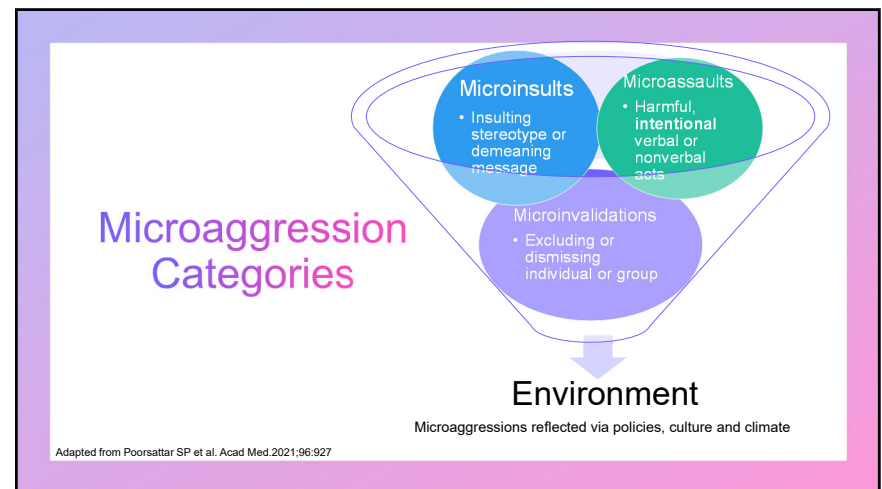 Microaggression
Categories
Microinsults
• Insulting
stereotype or
demeaning
message
Microassaults
• Harmful,
intentional
verbal or
nonverbal
acts
Microinvalidations
• Excluding or
dismissing
individual or group
Environment
Microaggressions reflected via policies, culture and climate
Adapted from Poorsattar SP et al. Acad Med.2021;96:927